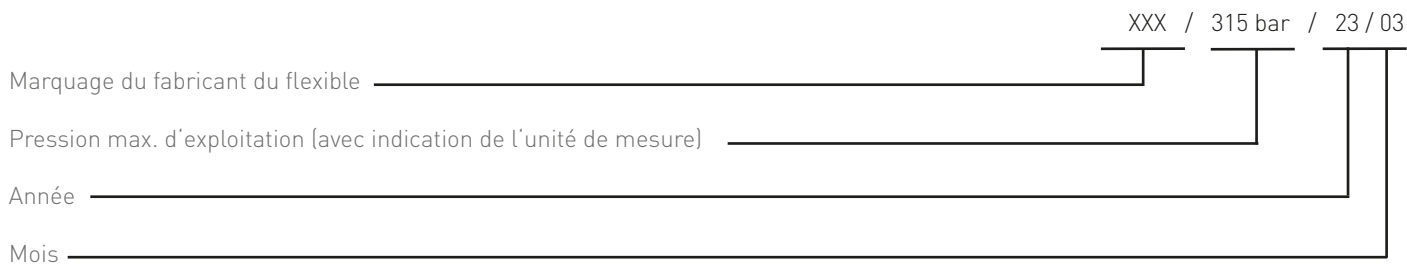 XXX / 315 bar / 23 / 03
Marquage du fabricant du flexible
Pression max. d‘exploitation (avec indication de l‘unité de mesure)
Année
Mois